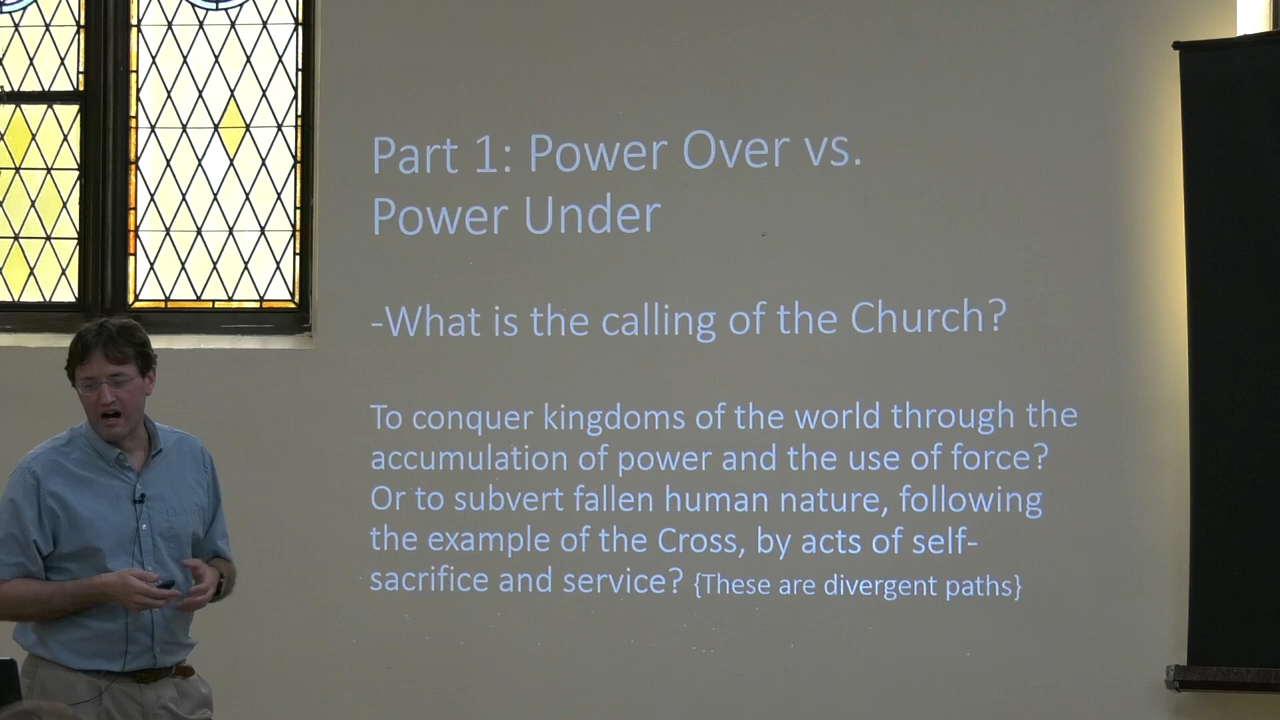 Part 1: Power Over vs.
Power Under
-What is the calling of the Church?
To conquer kingdoms of the world through the
accumulation of power and the use of force?
Or to subvert fallen human nature, following
the example of the Cross, by acts of self-
sacrifice and service? {These are divergent paths}